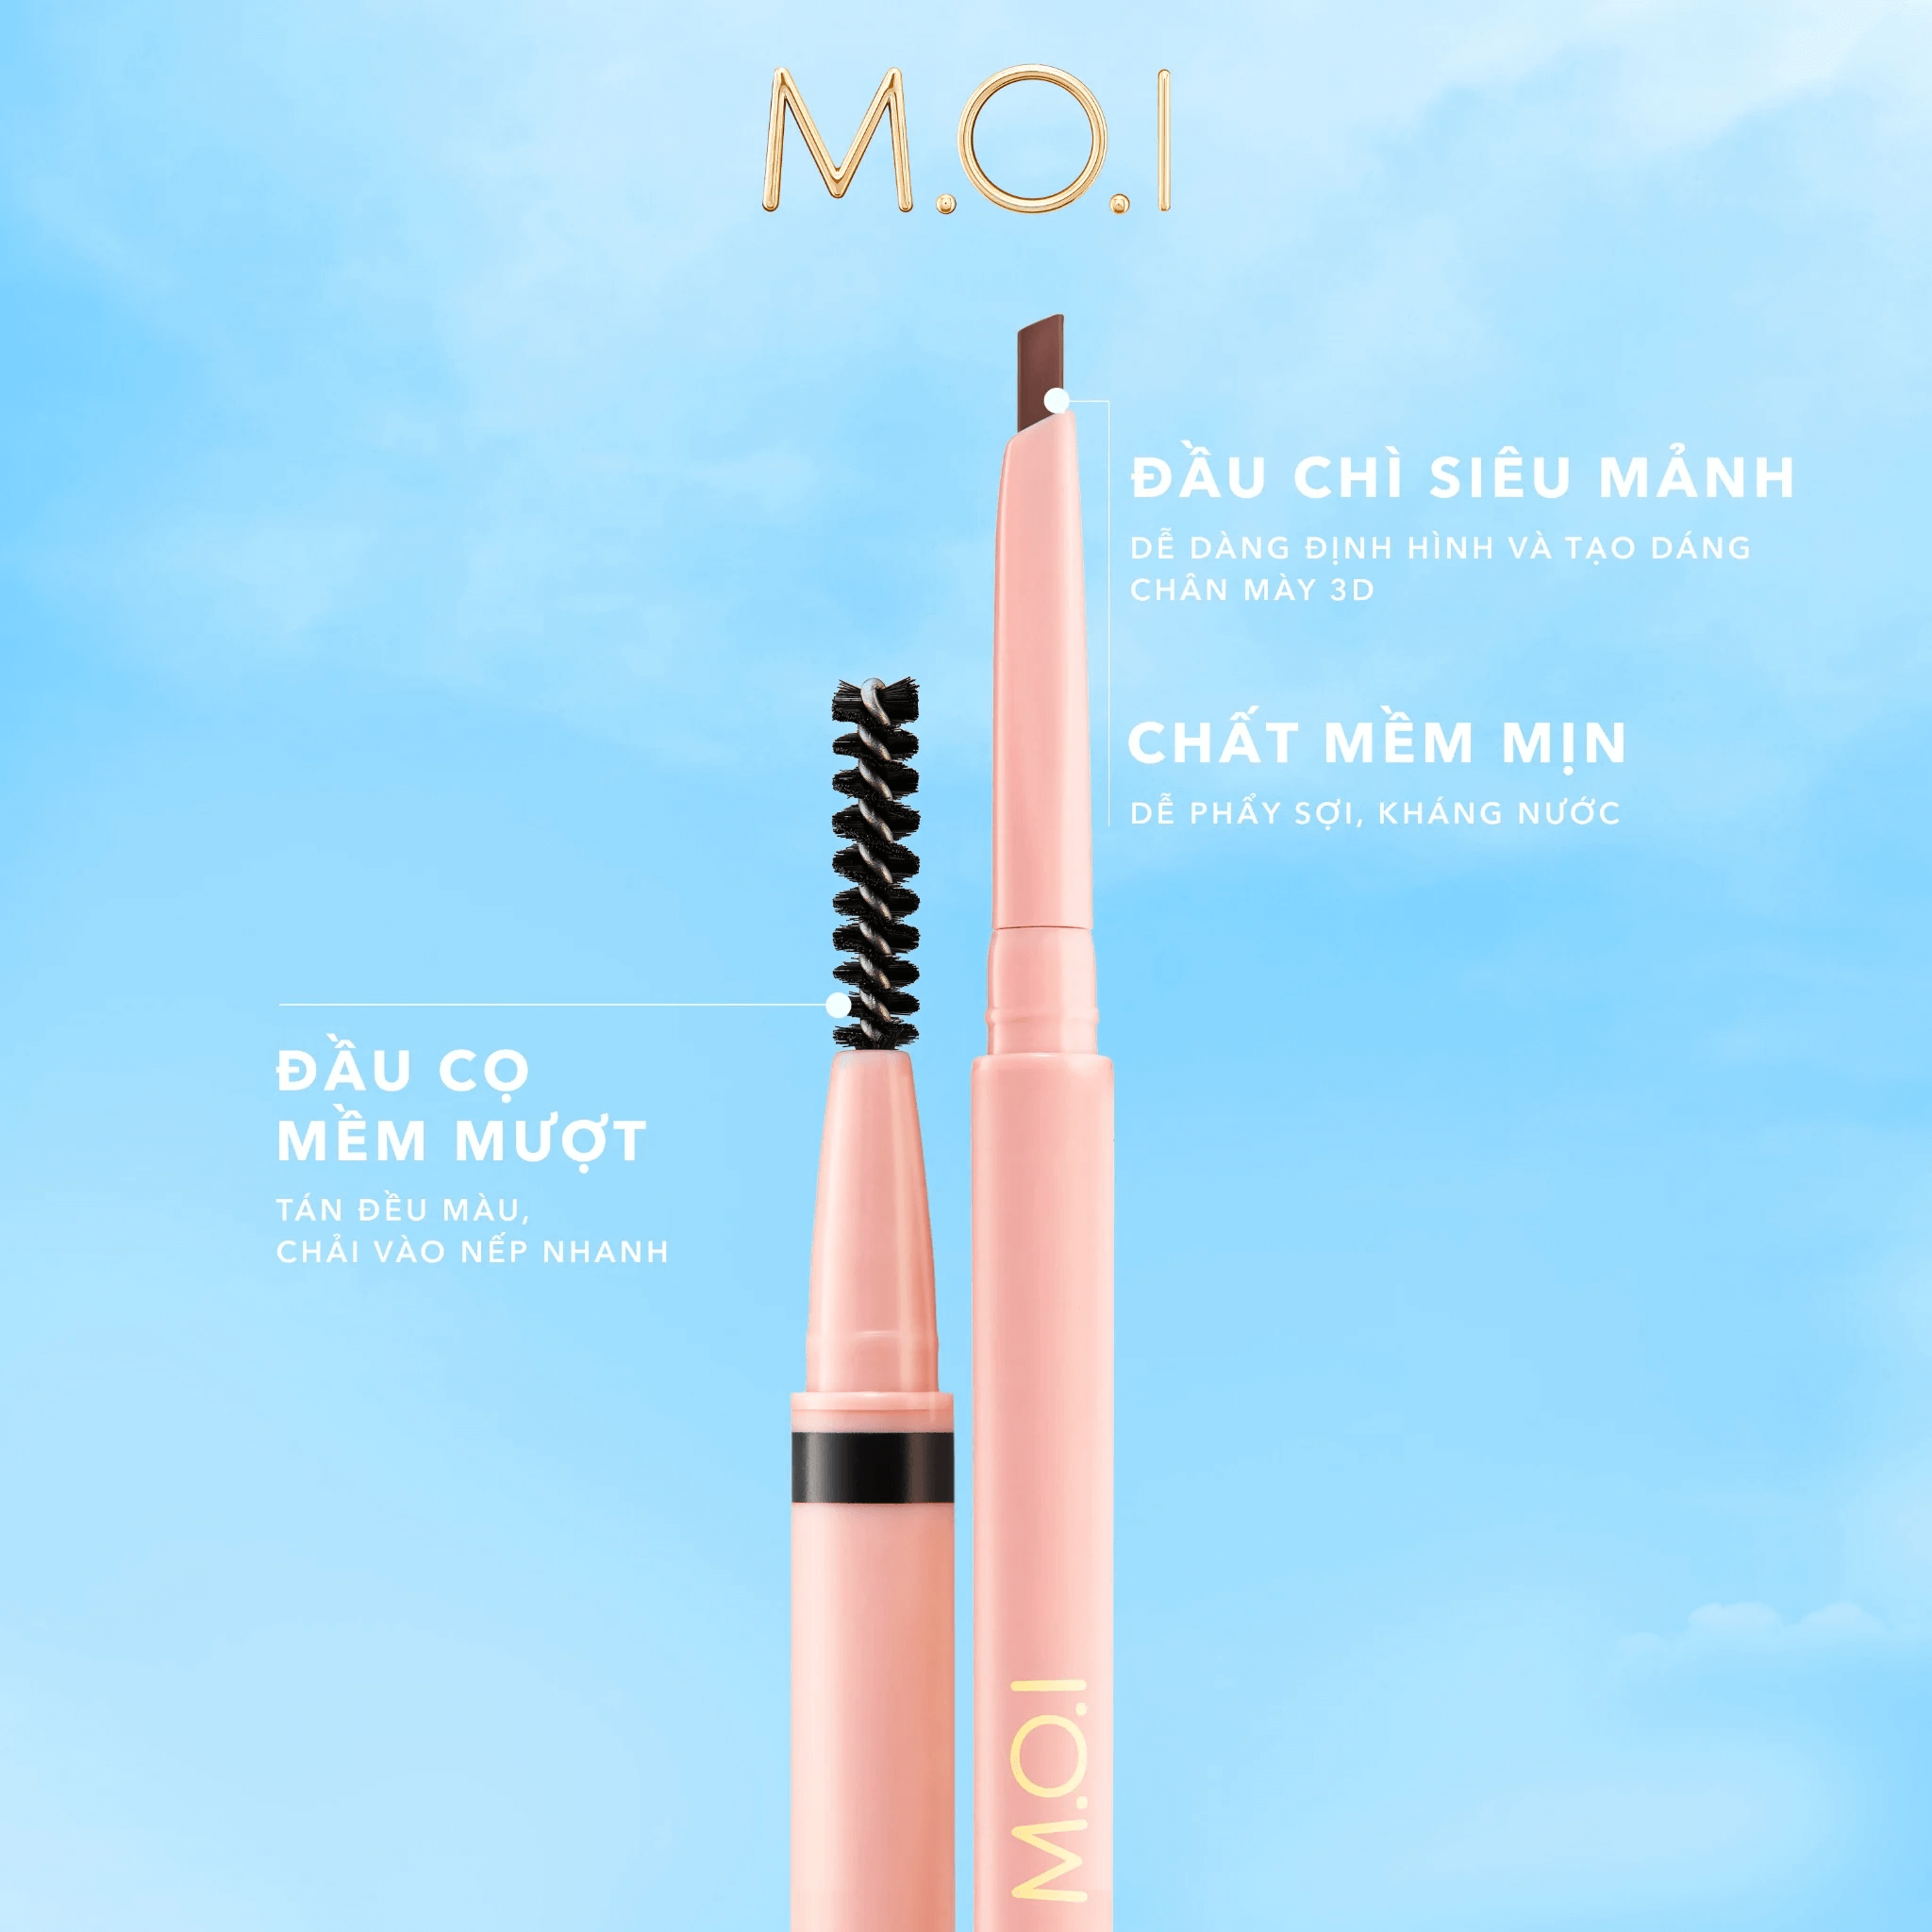 M.O.I
ĐẦU CHÌ SIÊU MẢNH
DỄ DÀNG ĐỊNH HÌNH VÀ TẠO DÁNG
CHÂN MÀY 3D
CHẤT MỀM MỊN
DỄ PHẨY SỢI, KHÁNG NƯỚC
ĐẦU CỌ
MỀM MƯỢT
TÁN ĐỀU MÀU,
CHẢI VÀO NẾP NHANH
M.O.I